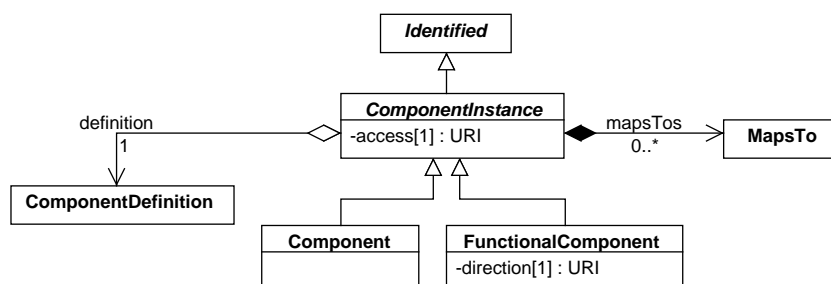 Identified
ComponentInstance
-access[1] : URI
definition
1
mapsTos
0..*
MapsTo
ComponentDefinition
Component
FunctionalComponent
-direction[1] : URI